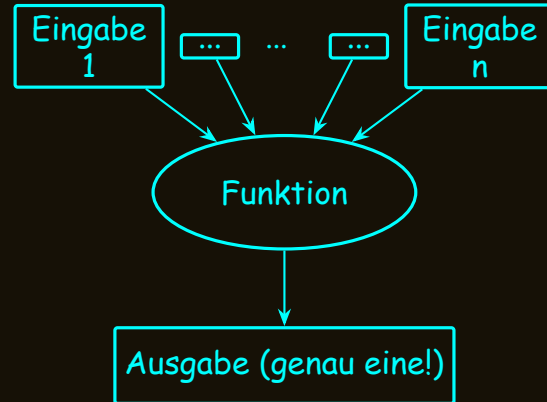 Eingabe
1
...
...
...
Eingabe
n
Funktion
Ausgabe (genau eine!)